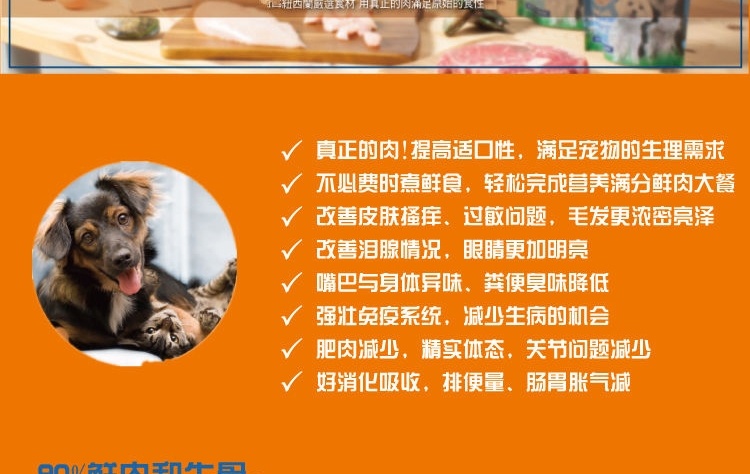 紐西蘭嚴選食材 用真正的肉滿足原始的食性
✓ 真正的肉!提高适口性，满足宠物的生理需求
✓ 不必费时煮鲜食，轻松完成营养满分鲜肉大餐
✓ 改善皮肤搔痒、过敏问题，毛发更浓密亮泽
✓ 改善泪腺情况，眼睛更加明亮
✓ 嘴巴与身体异味、粪便臭味降低
✓ 强壮免疫系统，减少生病的机会
✓ 肥肉减少，精实体态，关节问题减少
✓ 好消化吸收，排便量、肠胃胀气减